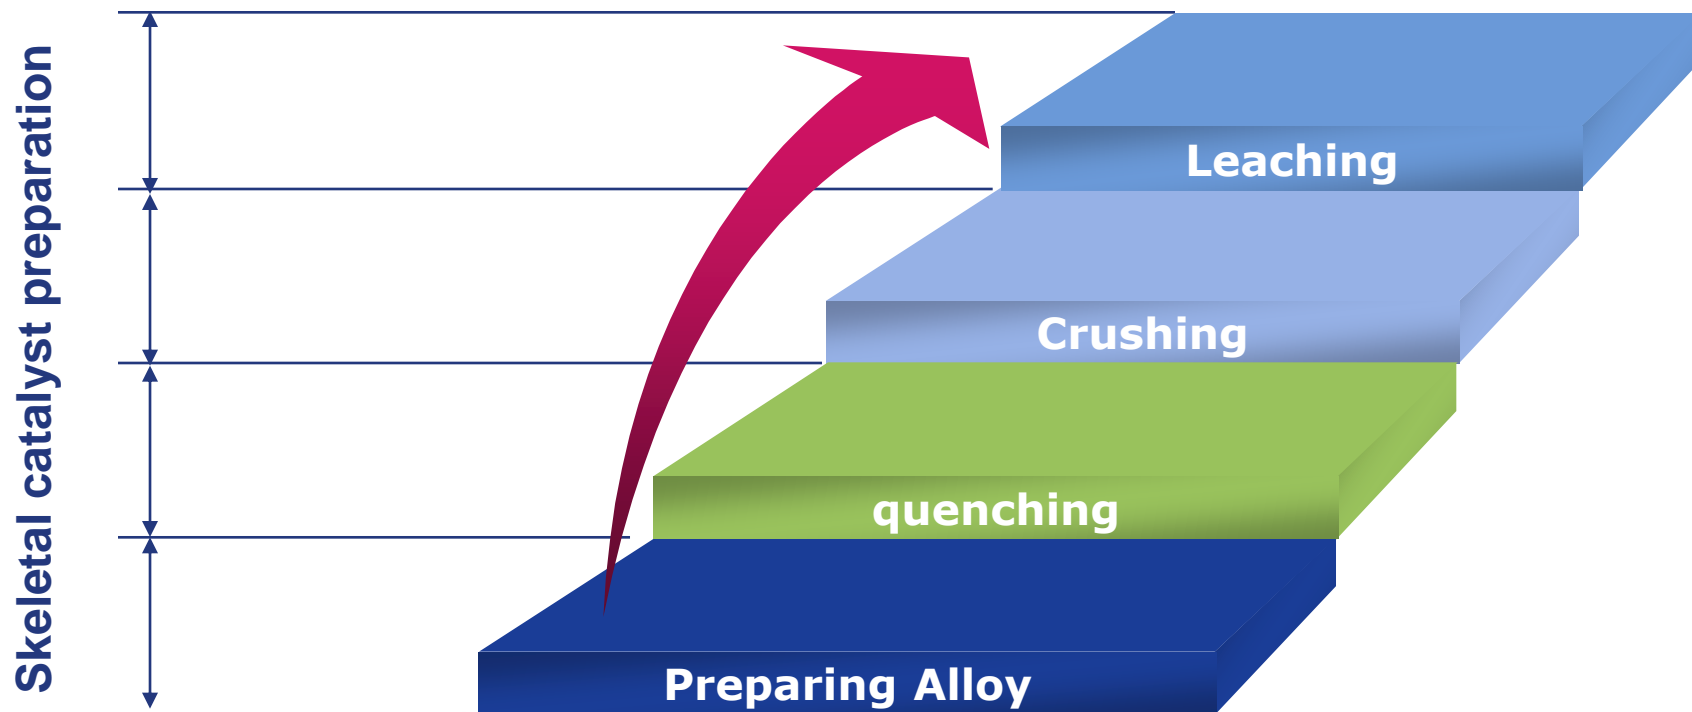 Skeletal catalyst preparation
Leaching
Crushing
quenching
Preparing Alloy